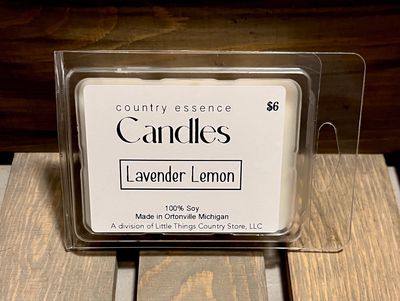 country essence $6
Candles
Lavender Lemon
100% Soy
Made in Ortonville Michigan
A division of Little Things Country Store, LLC